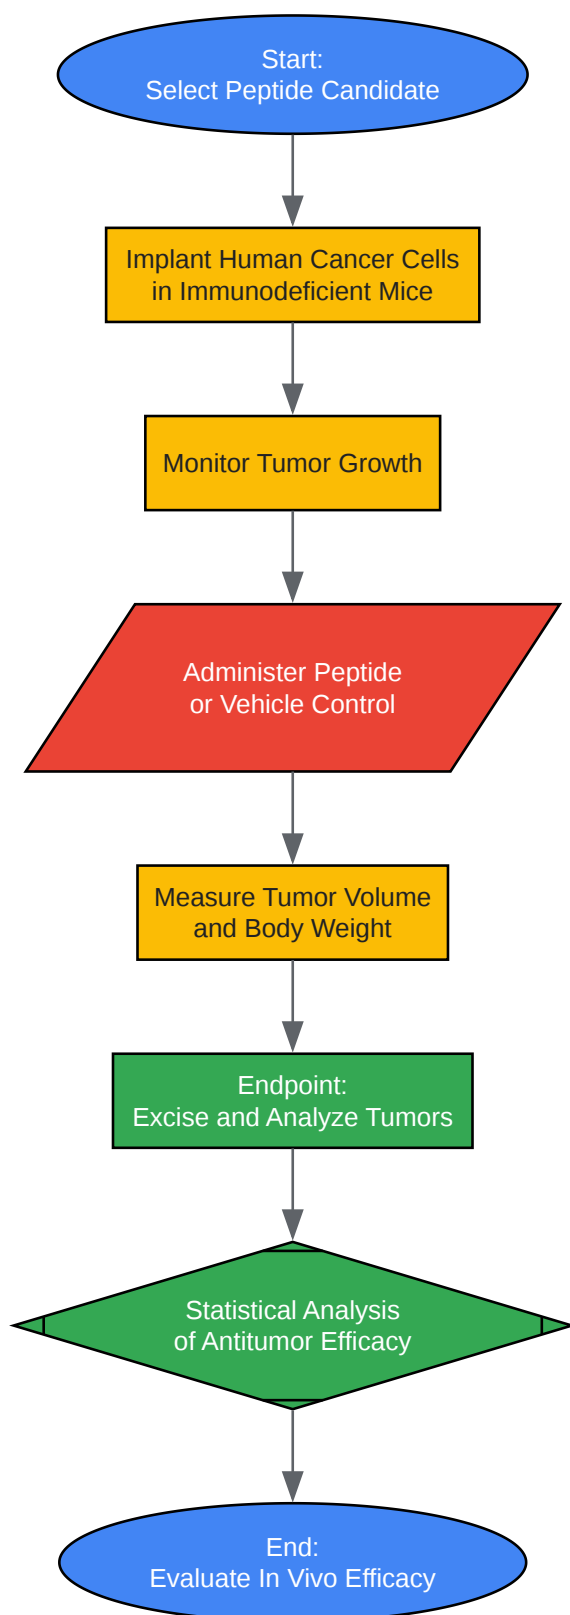 Start:
Select Peptide Candidate
Implant Human Cancer Cells
in Immunodeficient Mice
Monitor Tumor Growth
Administer Peptide
or Vehicle Control
Measure Tumor Volume
and Body Weight
Endpoint:
Excise and Analyze Tumors
Statistical Analysis
of Antitumor Efficacy
End:
Evaluate In Vivo Efficacy